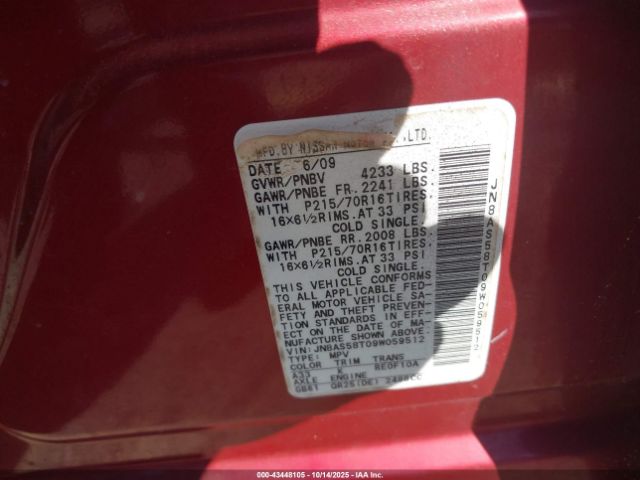 MFD. BY NISSAN MOTOR CO.,LTD.
DATE 6/09
GVWR/PNBV 4233 LBS.
GAWR/PNBE FR. 2241 LBS.
WITH P215/70R16TIRES.
16X6½RIMS.AT 33 PSI
COLD SINGLE.
GAWR/PNBE RR. 2008 LBS.
WITH P215/70R16TIRES.
16X6½RIMS.AT 33 PSI
COLD SINGLE.
THIS VEHICLE CONFORMS
TO ALL APPLICABLE FED-
ERAL MOTOR VEHICLE SA-
FETY AND THEFT PREVEN-
TION STANDARDS IN EFF-
ECT ON THE DATE OF MA-
NUFACTURE SHOWN ABOVE.
VIN: JN8AS58T09W059512
TYPE: MPV
COLOR TRIM TRANS
A33 K RE0F10A
AXLE ENGINE
GB61 QR25(DE) 2488CC
JN8AS58T09W059512
000-43448105 - 10/14/2025 - IAA Inc.